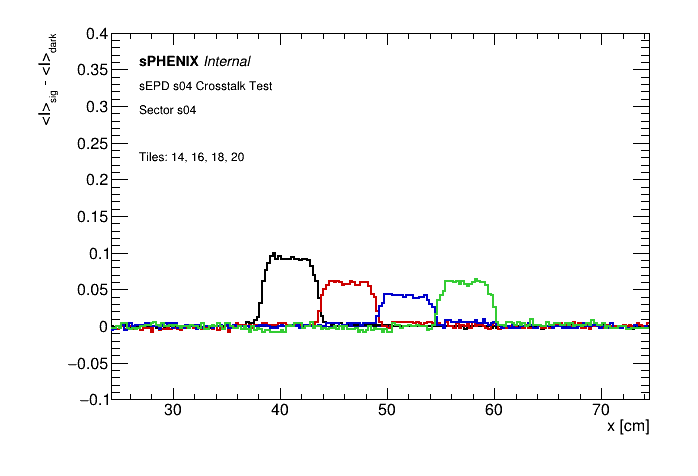 <I>sig - <I>dark
0.4
0.35
0.3
0.25
0.2
0.15
0.1
0.05
0
−0.05
−0.1
sPHENIX Internal
sEPD s04 Crosstalk Test
Sector s04
Tiles: 14, 16, 18, 20
30 40 50 60 70
x [cm]